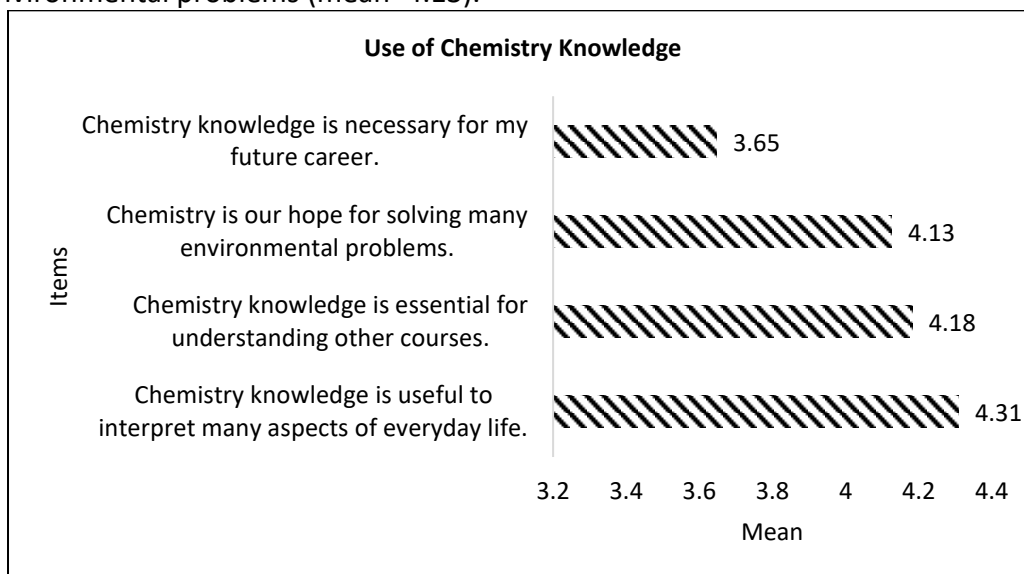 Use of Chemistry Knowledge
Chemistry knowledge is necessary for my
future career.
3.65
Chemistry is our hope for solving many
environmental problems.
4.13
Chemistry knowledge is essential for
understanding other courses.
4.18
Chemistry knowledge is useful to
interpret many aspects of everyday life.
4.31
Items
3.2 3.4 3.6 3.8 4 4.2 4.4
Mean